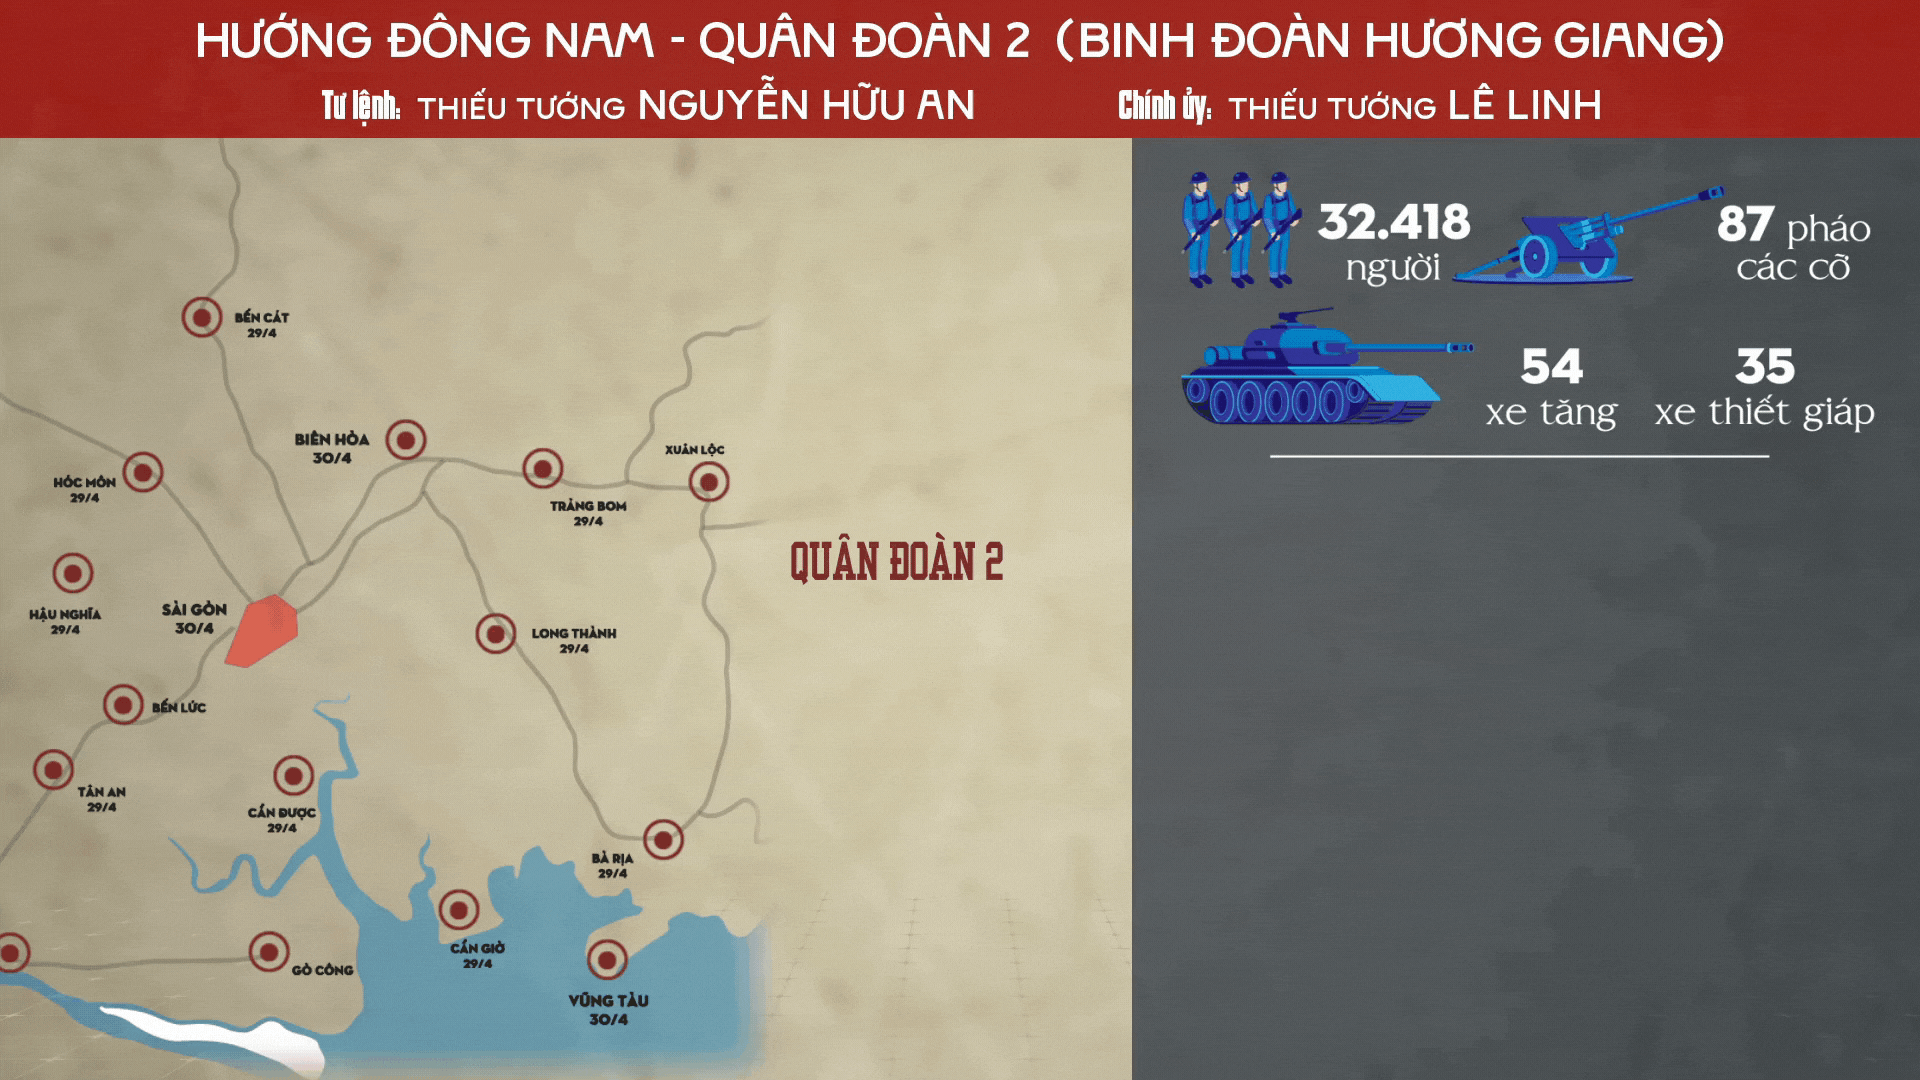 HƯỚNG ĐÔNG NAM - QUÂN ĐOÀN 2 (BINH ĐOÀN HƯƠNG GIANG)
Tư lệnh: THIẾU TƯỚNG NGUYỄN HỮU AN
Chính ủy: THIẾU TƯỚNG LÊ LINH
32.418
người
87 pháo
các cỡ
54
xe tăng
35
xe thiết giáp
BẾN CÁT
29/4
BIÊN HÒA
30/4
XUÂN LỘC
HÓC MÔN
29/4
TRẢNG BOM
29/4
QUÂN ĐOÀN 2
HẬU NGHĨA
29/4
SÀI GÒN
30/4
LONG THÀNH
29/4
BẾN LỨC
TÂN AN
29/4
CẦN ĐƯỢC
29/4
BÀ RỊA
29/4
CẦN GIỜ
29/4
GÒ CÔNG
VŨNG TÀU
30/4